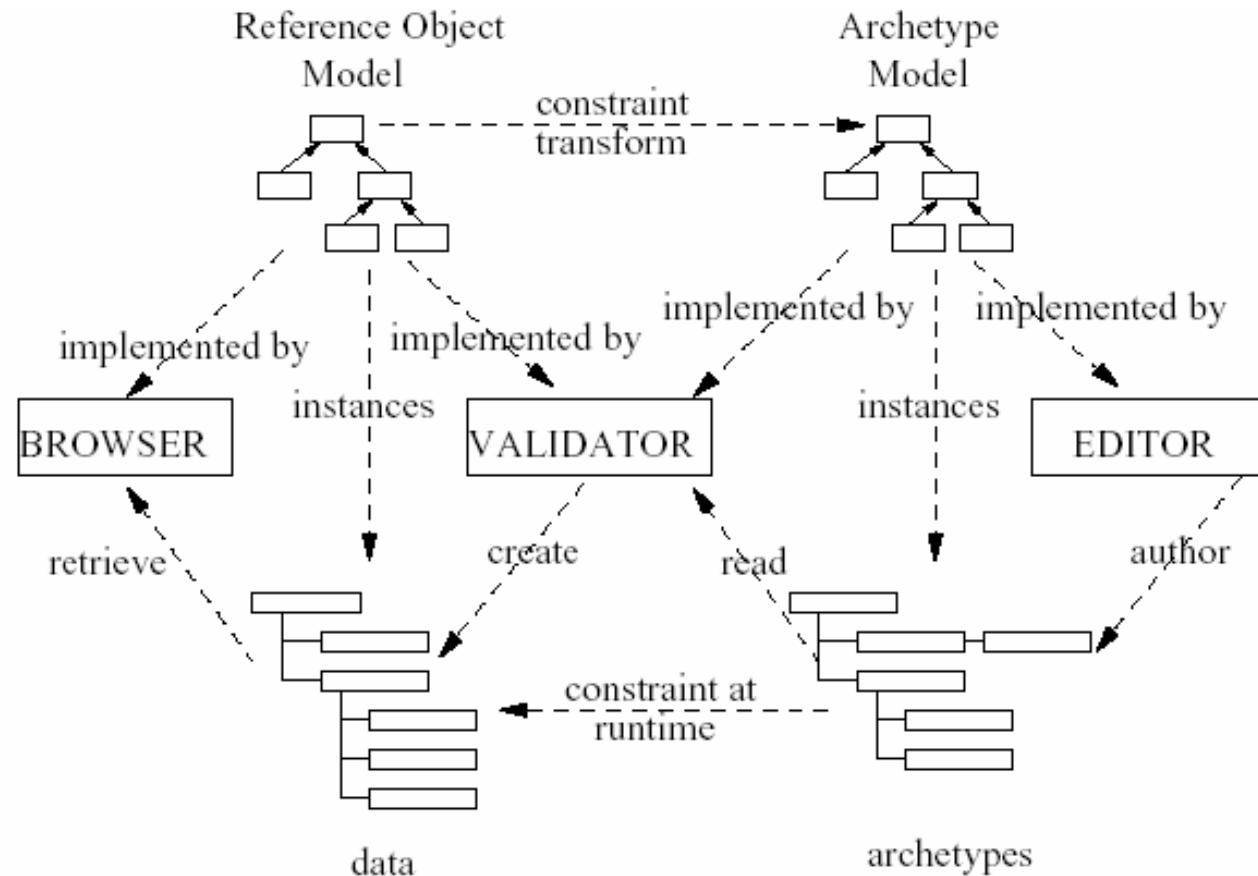 Reference Object
Model
Archetype
Model
constraint
transform
implemented by
implemented by
implemented by
implemented by
instances
instances
BROWSER
VALIDATOR
EDITOR
retrieve
create
read
author
constraint at
runtime
data
archetypes